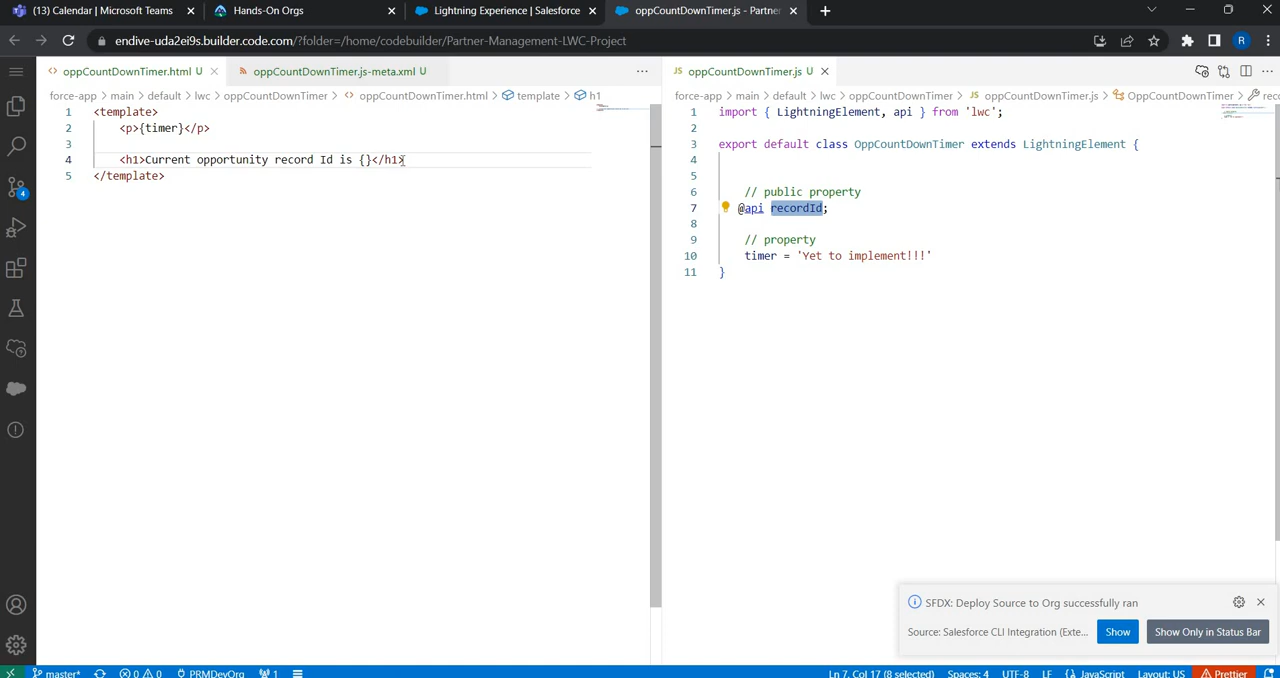 (13) Calendar | Microsoft Teams
Hands-On Orgs
Lightning Experience | Salesforce
oppCountDownTimer.js - Partner
endive-uda2ei9s.builder.code.com/?folder=/home/codebuilder/Partner-Management-LWC-Project
R
oppCountDownTimer.html U
oppCountDownTimer.js-meta.xml U
force-app > main > default > lwc > oppCountDownTimer > oppCountDownTimer.html > template > h1
1 <template>
2 <p>{timer}</p>
3
4 <h1>Current opportunity record Id is {}</h1>
5 </template>
JS oppCountDownTimer.js U
force-app > main > default > lwc > oppCountDownTimer > JS oppCountDownTimer.js > OppCountDownTimer > rec
1 import { LightningElement, api } from 'lwc';
2
3 export default class OppCountDownTimer extends LightningElement {
4
5
6 // public property
7 @api recordId;
8
9 // property
10 timer = 'Yet to implement!!!'
11 }
4
SFDX: Deploy Source to Org successfully ran
Source: Salesforce CLI Integration (Exte...
Show
Show Only in Status Bar
master*
0 0
PRMDevOrg
1
Ln 7, Col 17 (8 selected)
Spaces: 4
UTF-8
LF
{} JavaScript
Layout: US
Prettier